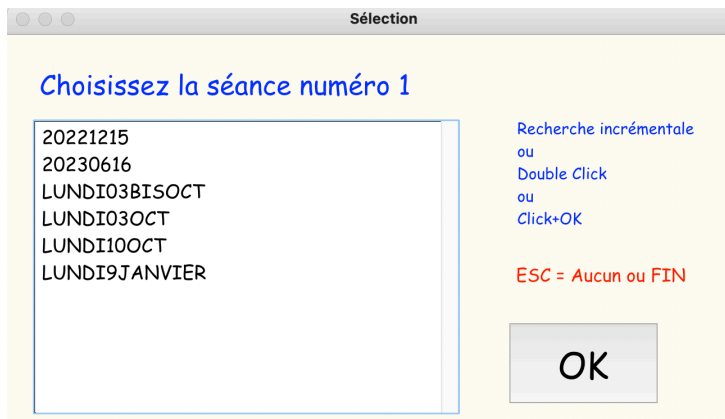 Sélection
Choisissez la séance numéro 1
20221215
20230616
LUNDI03BISOCT
LUNDI03OCT
LUNDI10OCT
LUNDI9JANVIER
Recherche incrémentale
ou
Double Click
ou
Click+OK
ESC = Aucun ou FIN
OK